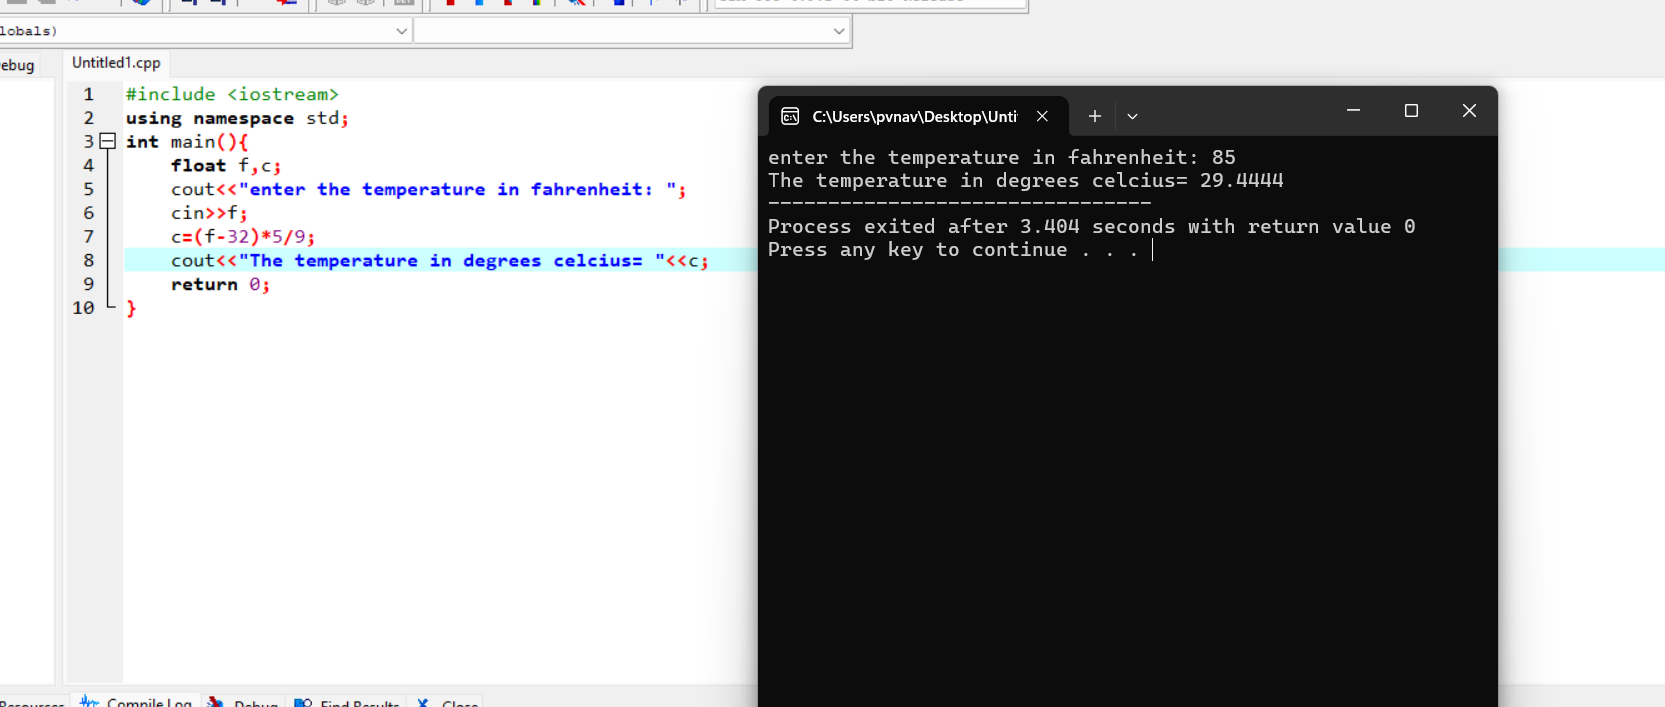 lobals)
ebug
Untitled1.cpp
1 #include <iostream>
2 using namespace std;
3 int main(){
4 float f,c;
5 cout<<"enter the temperature in fahrenheit: ";
6 cin>>f;
7 c=(f-32)*5/9;
8 cout<<"The temperature in degrees celcius= "<<c;
9 return 0;
10 }
C:\Users\pvnav\Desktop\Unti
enter the temperature in fahrenheit: 85
The temperature in degrees celcius= 29.4444
--------------------------------
Process exited after 3.404 seconds with return value 0
Press any key to continue . . .
Resources Compile Log Debug Find Results Close